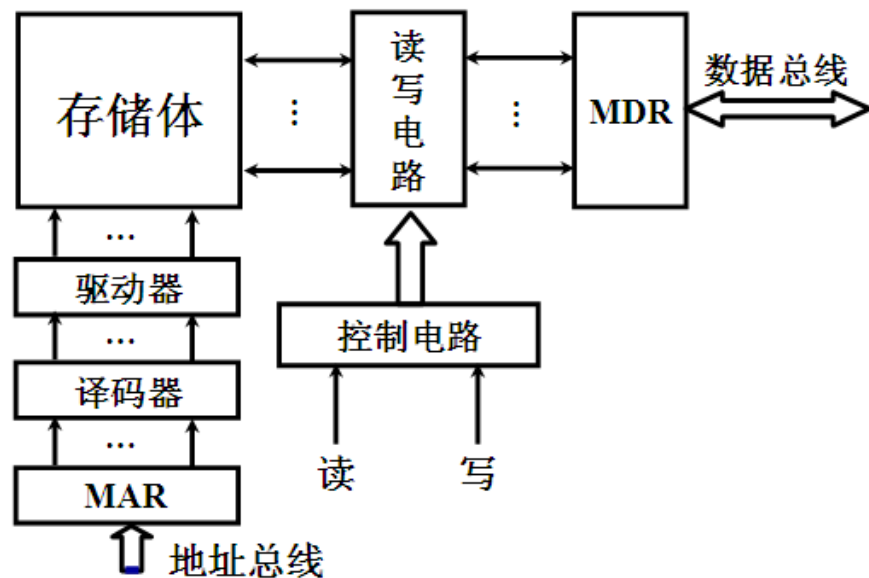 存储体
读写电路
MDR
数据总线
…
…
…
驱动器
…
控制电路
译码器
…
读
写
MAR
地址总线